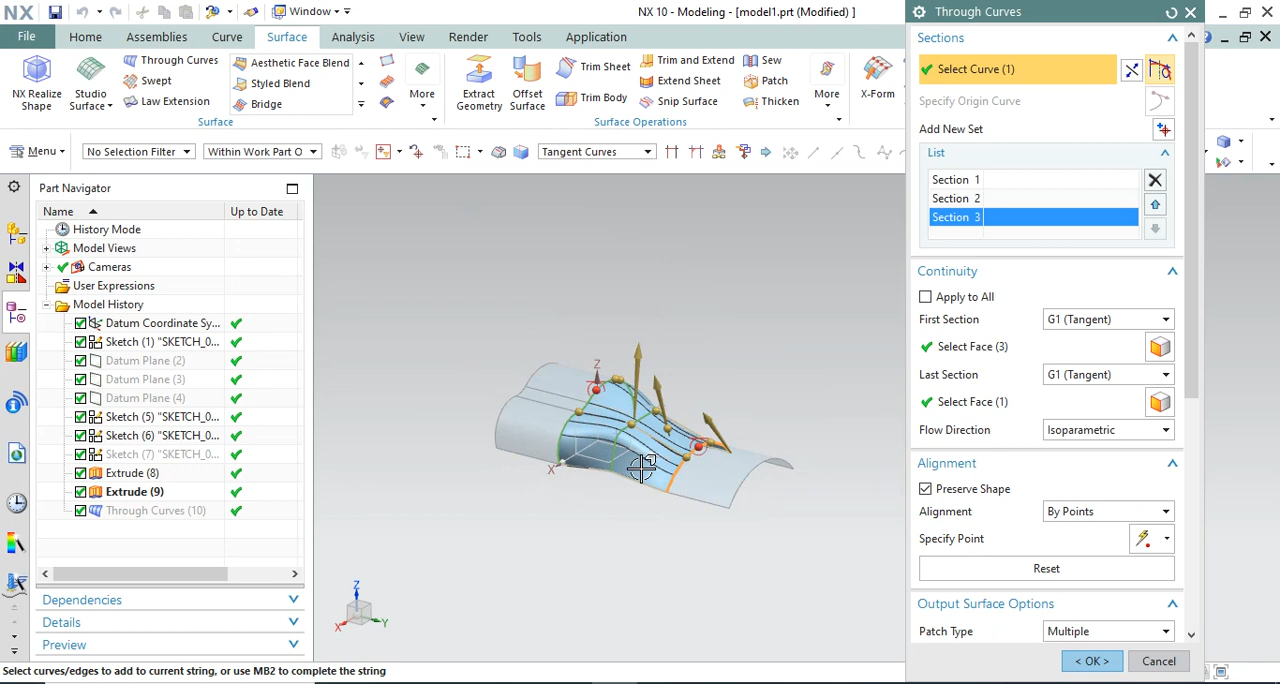 NX
Window
NX 10 - Modeling - [model1.prt (Modified) ]
File
Home
Assemblies
Curve
Surface
Analysis
View
Render
Tools
Application
NX Realize
Shape
Studio
Surface
Through Curves
Swept
Law Extension
Aesthetic Face Blend
Styled Blend
Bridge
More
Surface
Extract
Geometry
Offset
Surface
Trim Sheet
Trim Body
Trim and Extend
Extend Sheet
Snip Surface
Sew
Patch
Thicken
More
X-Form
Surface Operations
Menu
No Selection Filter
Within Work Part O
Tangent Curves
Part Navigator
Name
Up to Date
History Mode
Model Views
Cameras
User Expressions
Model History
Datum Coordinate Sy...
Sketch (1) "SKETCH_0...
Datum Plane (2)
Datum Plane (3)
Datum Plane (4)
Sketch (5) "SKETCH_0...
Sketch (6) "SKETCH_0...
Sketch (7) "SKETCH_0...
Extrude (8)
Extrude (9)
Through Curves (10)
Dependencies
Details
Preview
Select curves/edges to add to current string, or use MB2 to complete the string
Z
X
Z
X
Y
Through Curves
Sections
Select Curve (1)
Specify Origin Curve
Add New Set
List
Section 1
Section 2
Section 3
Continuity
Apply to All
First Section
G1 (Tangent)
Select Face (3)
Last Section
G1 (Tangent)
Select Face (1)
Flow Direction
Isoparametric
Alignment
Preserve Shape
Alignment
By Points
Specify Point
Reset
Output Surface Options
Patch Type
Multiple
< OK >
Cancel